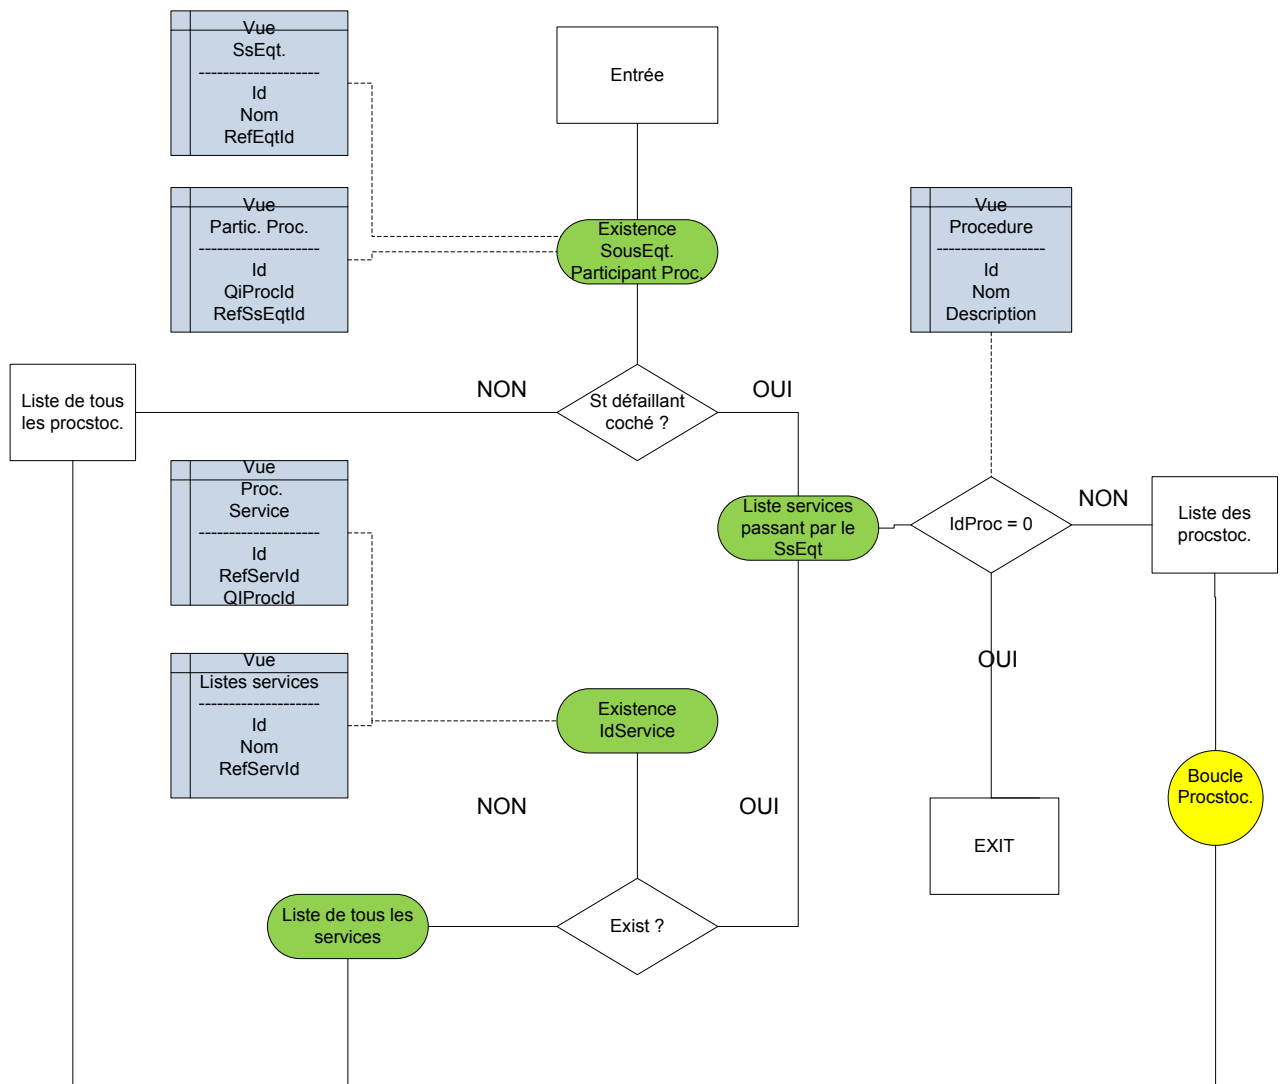 Vue
SsEqt.
--------------------
Id
Nom
RefEqtId
Entrée
Vue
Partic. Proc.
--------------------
Id
QiProcId
RefSsEqtId
Existence
SousEqt.
Participant Proc.
Vue
Procedure
------------------
Id
Nom
Description
Liste de tous
les procstoc.
NON
St défaillant
coché ?
OUI
Vue
Proc.
Service
--------------------
Id
RefServId
QIProcId
Liste services
passant par le
SsEqt
IdProc = 0
NON
Liste des
procstoc.
OUI
Vue
Listes services
--------------------
Id
Nom
RefServId
Existence
IdService
NON
OUI
Boucle
Procstoc.
EXIT
Liste de tous les
services
Exist ?